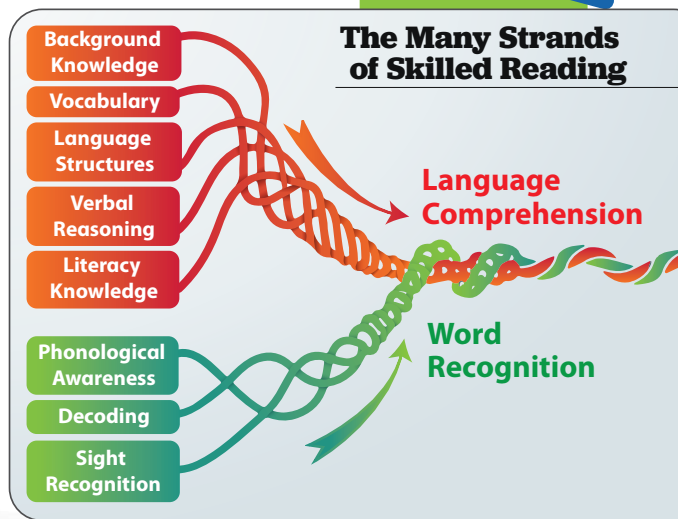 The Many Strands
of Skilled Reading
Background
Knowledge
Vocabulary
Language
Structures
Verbal
Reasoning
Literacy
Knowledge
Language
Comprehension
Phonological
Awareness
Decoding
Sight
Recognition
Word
Recognition